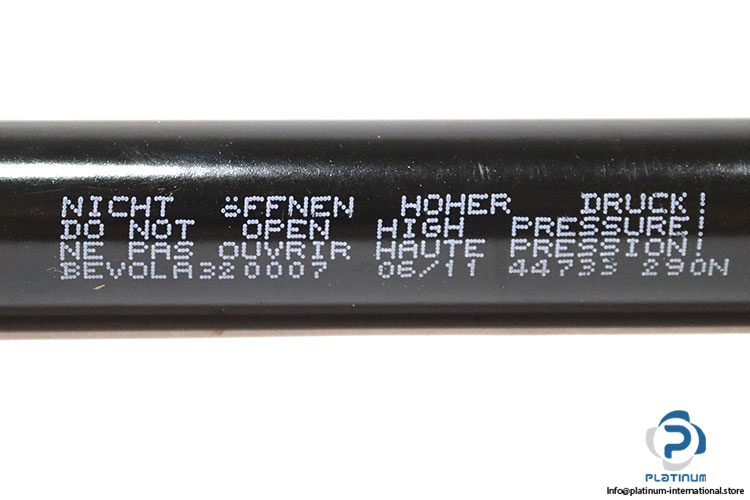 NICHT öFFNEN HOHER DRUCK!
DO NOT OPEN HIGH PRESSURE!
NE PAS OUVRIR HAUTE PRESSION!
BEVOLA320007 06/11 44733 290N
PLATINUM
Info@platinum-international.store